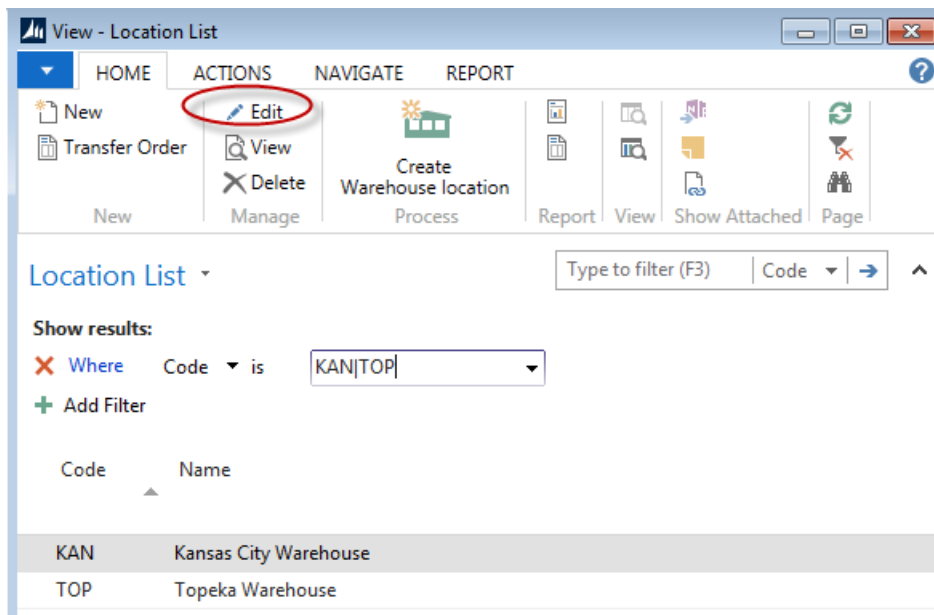 View - Location List
HOME ACTIONS NAVIGATE REPORT
New
Transfer Order
New
Edit
View
Delete
Manage
Create
Warehouse location
Process
Report
View
Show Attached
Page
Location List
Type to filter (F3) Code
Show results:
Where Code is KAN|TOP
Add Filter
Code Name
KAN Kansas City Warehouse
TOP Topeka Warehouse